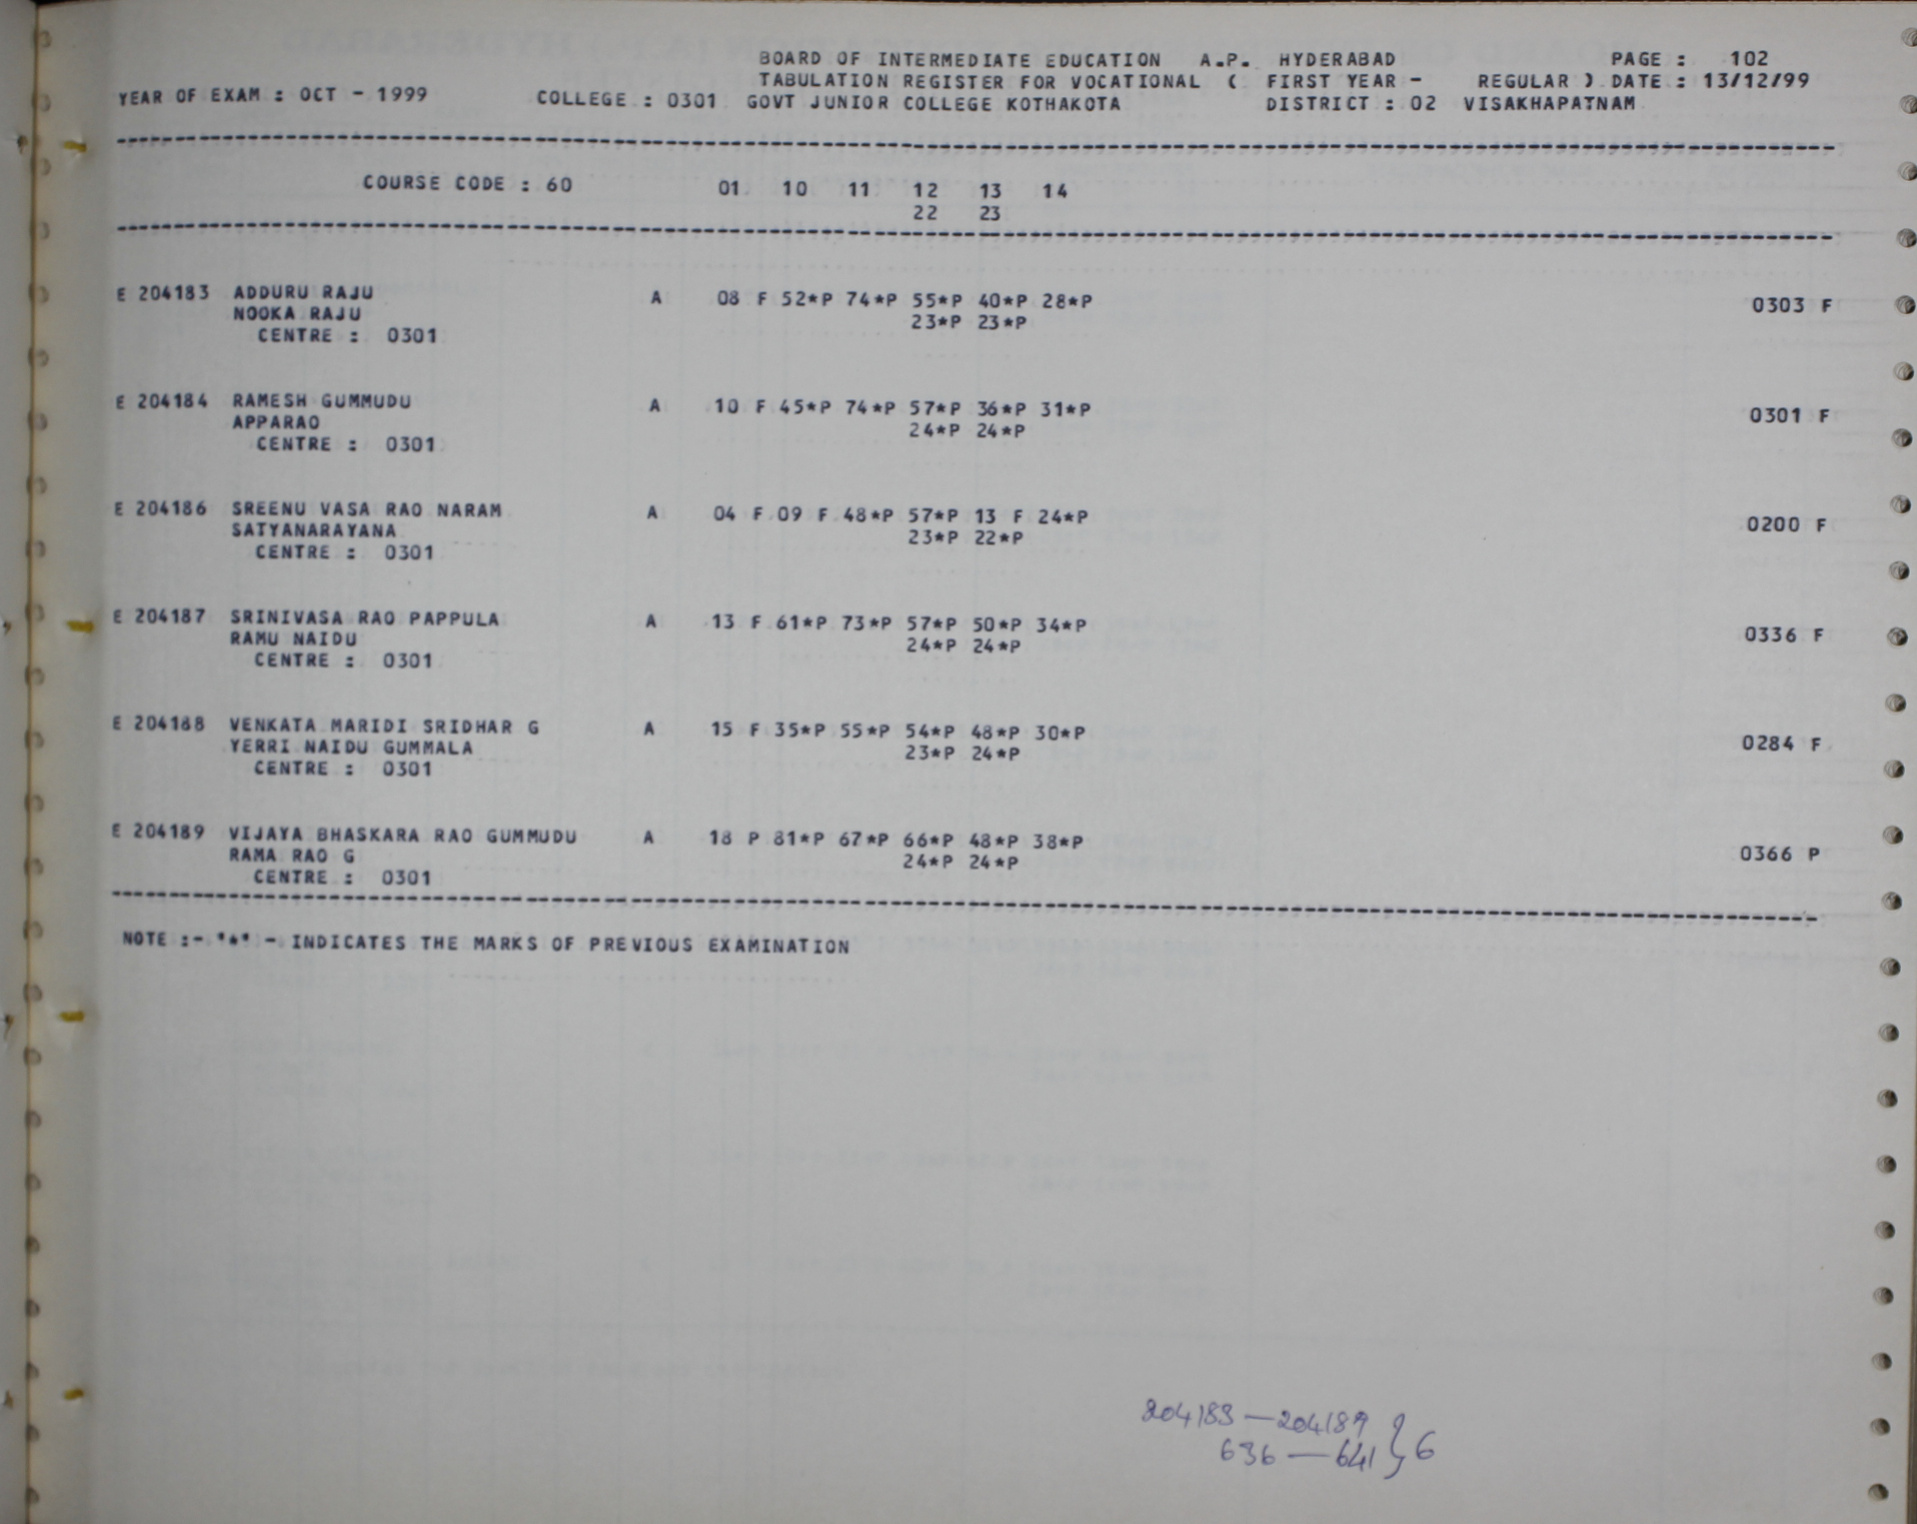 BOARD OF INTERMEDIATE EDUCATION A.P. HYDERABAD PAGE : 102
TABULATION REGISTER FOR VOCATIONAL ( FIRST YEAR - REGULAR ) DATE : 13/12/99
YEAR OF EXAM : OCT - 1999 COLLEGE : 0301 GOVT JUNIOR COLLEGE KOTHAKOTA DISTRICT : 02 VISAKHAPATNAM
COURSE CODE : 60 01 10 11 12 13 14
22 23
E 204183 ADDURU RAJU A 08 F 52*P 74*P 55*P 40*P 28*P 0303 F
NOOKA RAJU 23*P 23*P
CENTRE : 0301
E 204184 RAMESH GUMMUDU A 10 F 45*P 74*P 57*P 36*P 31*P 0301 F
APPARAO 24*P 24*P
CENTRE : 0301
E 204186 SREENU VASA RAO NARAM A 04 F 09 F 48*P 57*P 13 F 24*P 0200 F
SATYANARAYANA 23*P 22*P
CENTRE : 0301
E 204187 SRINIVASA RAO PAPPULA A 13 F 61*P 73*P 57*P 50*P 34*P 0336 F
RAMU NAIDU 24*P 24*P
CENTRE : 0301
E 204188 VENKATA MARIDI SRIDHAR G A 15 F 35*P 55*P 54*P 48*P 30*P 0284 F
YERRI NAIDU GUMMALA 23*P 24*P
CENTRE : 0301
E 204189 VIJAYA BHASKARA RAO GUMMUDU A 18 P 81*P 67*P 66*P 48*P 38*P 0366 P
RAMA RAO G 24*P 24*P
CENTRE : 0301
NOTE :- "*" - INDICATES THE MARKS OF PREVIOUS EXAMINATION
204183 — 204189
636 — 641 } 6